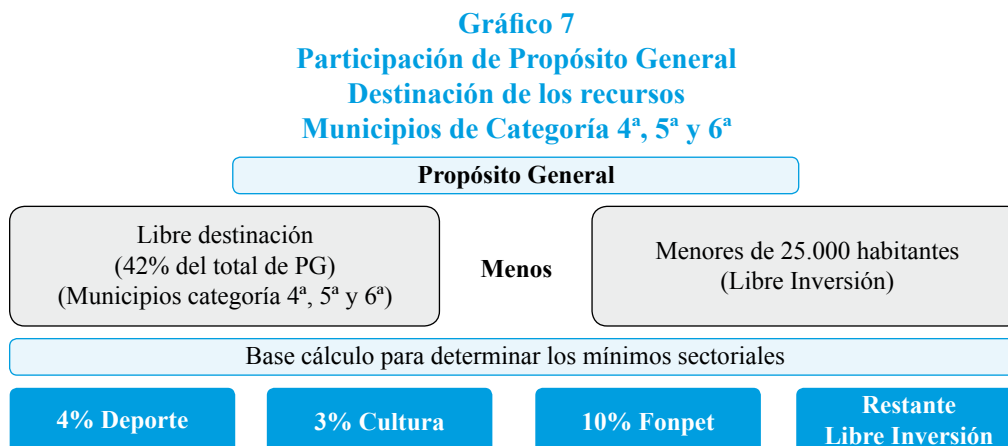 Gráfico 7
Participación de Propósito General
Destinación de los recursos
Municipios de Categoría 4ª, 5ª y 6ª
Propósito General
Libre destinación
(42% del total de PG)
(Municipios categoría 4ª, 5ª y 6ª)
Menos
Menores de 25.000 habitantes
(Libre Inversión)
Base cálculo para determinar los mínimos sectoriales
4% Deporte
3% Cultura
10% Fonpet
Restante
Libre Inversión